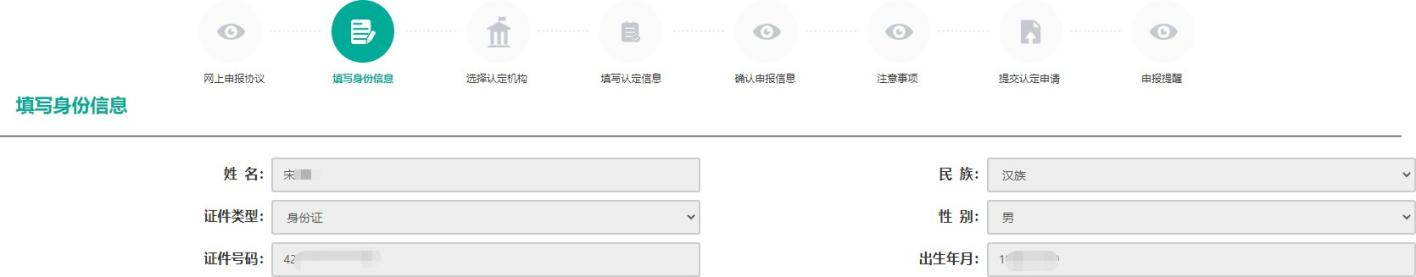 网上申报协议 填写身份信息 选择认定机构 填写认定信息 确认申报信息 注意事项 提交认定申请 申报提醒
填写身份信息
姓 名: 宋 民 族: 汉族
证件类型: 身份证 性 别: 男
证件号码: 42 出生年月: 1